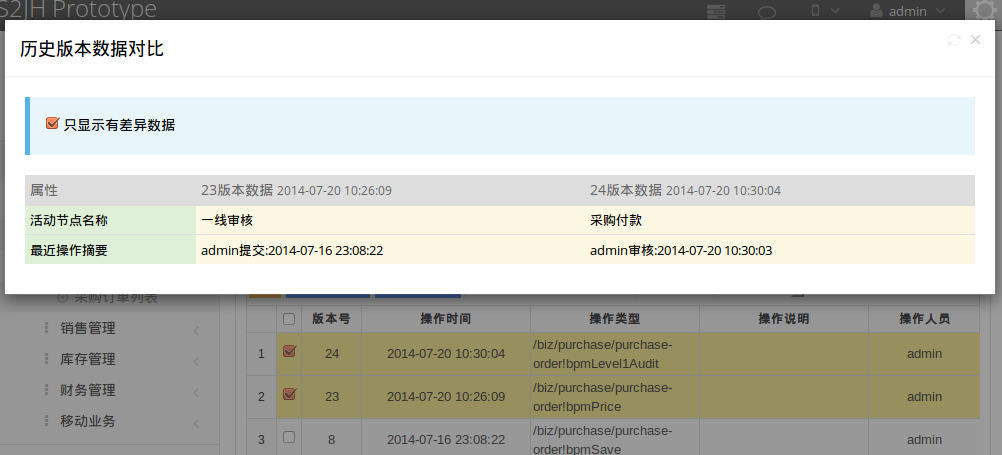 S2JH Prototype
admin
历史版本数据对比
只显示有差异数据
属性 23版本数据 2014-07-20 10:26:09 24版本数据 2014-07-20 10:30:04
活动节点名称 一线审核 采购付款
最近操作摘要 admin提交:2014-07-16 23:08:22 admin审核:2014-07-20 10:30:03
采购订单列表
销售管理
库存管理
财务管理
移动业务
版本号 操作时间 操作类型 操作说明 操作人员
1 24 2014-07-20 10:30:04 /biz/purchase/purchase-
order!bpmLevel1Audit admin
2 23 2014-07-20 10:26:09 /biz/purchase/purchase-
order!bpmPrice admin
3 8 2014-07-16 23:08:22 /biz/purchase/purchase-
order!bpmSave admin